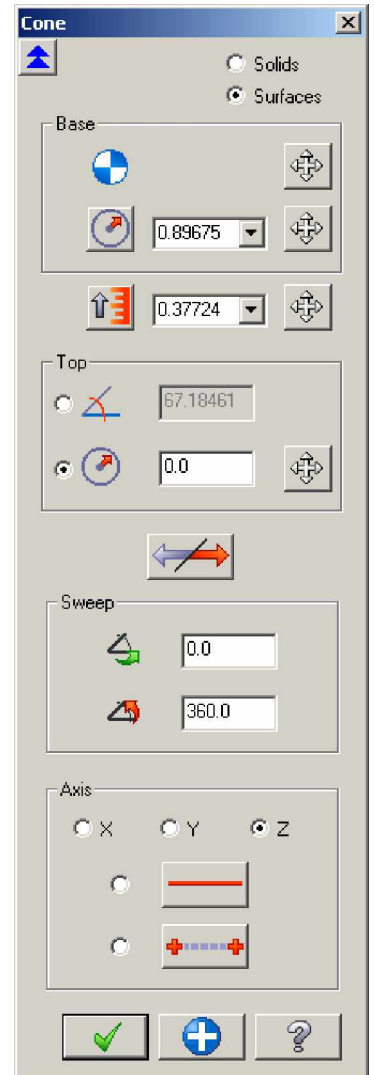 Cone
Solids
Surfaces
Base
0.89675
0.37724
Top
67.18461
0.0
Sweep
0.0
360.0
Axis
X Y Z